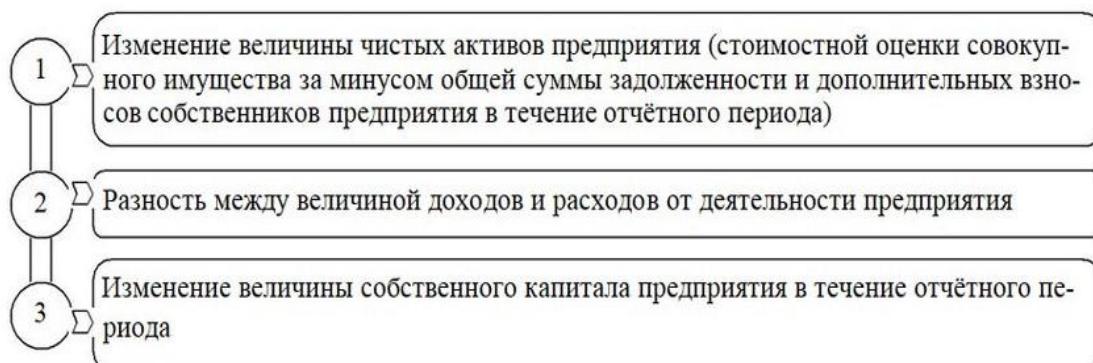 1
Изменение величины чистых активов предприятия (стоимостной оценки совокуп-
ного имущества за минусом общей суммы задолженности и дополнительных взно-
сов собственников предприятия в течение отчётного периода)
2
Разность между величиной доходов и расходов от деятельности предприятия
3
Изменение величины собственного капитала предприятия в течение отчётного пе-
риода